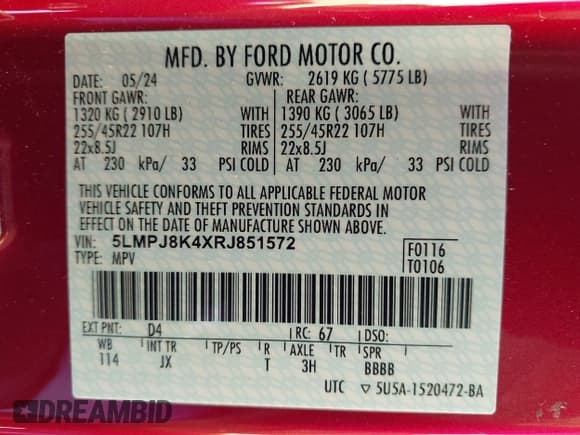 MFD. BY FORD MOTOR CO.
DATE: 05/24 GVWR: 2619 KG ( 5775 LB)
FRONT GAWR: REAR GAWR:
1320 KG ( 2910 LB) WITH 1390 KG ( 3065 LB) WITH
255/45R22 107H TIRES 255/45R22 107H TIRES
22x8.5J RIMS 22x8.5J RIMS
AT 230 kPa/ 33 PSI COLD AT 230 kPa/ 33 PSI COLD
THIS VEHICLE CONFORMS TO ALL APPLICABLE FEDERAL MOTOR
VEHICLE SAFETY AND THEFT PREVENTION STANDARDS IN
EFFECT ON THE DATE OF MANUFACTURE SHOWN ABOVE.
VIN: 5LMPJ8K4XRJ851572 F0116
TYPE: MPV T0106
EXT PNT: D4 RC: 67 DSO:
WB INT TR TP/PS R AXLE TR SPR
114 JX T 3H BBBB
UTC 5U5A-1520472-BA
DREAMBID